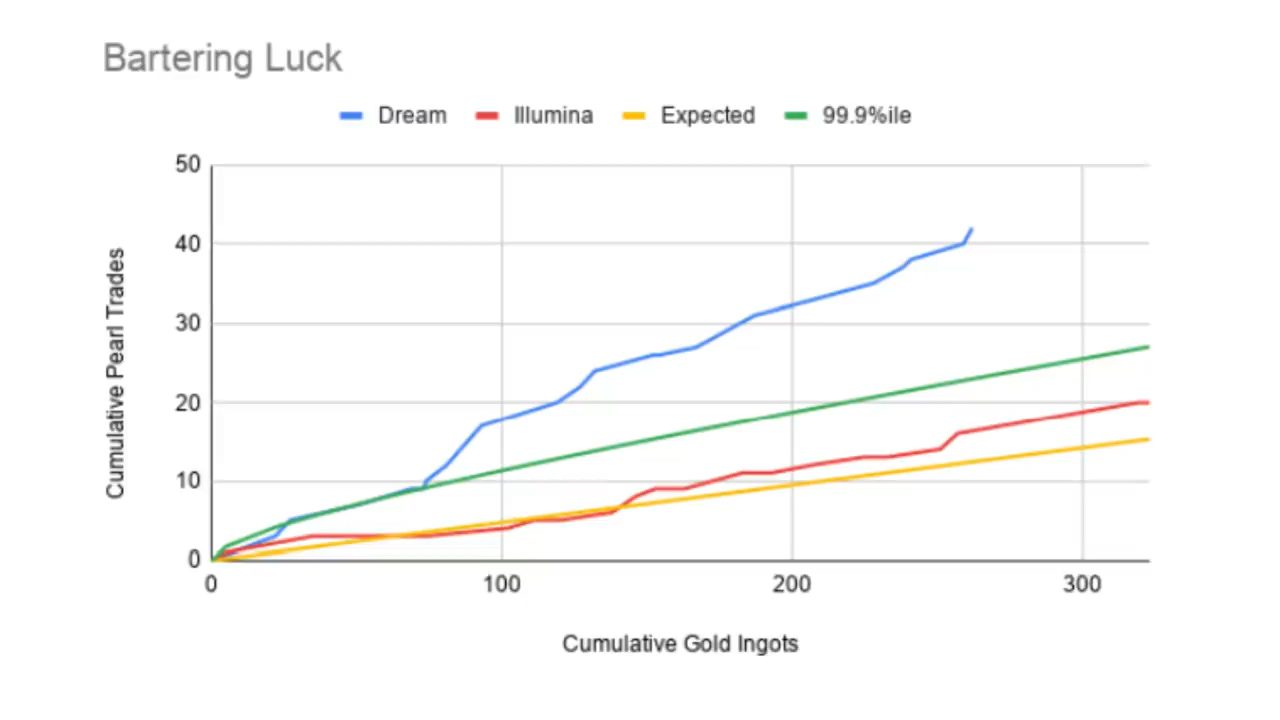 Bartering Luck
Dream Illumina Expected 99.9%ile
50
40
30
20
10
0
Cumulative Pearl Trades
0 100 200 300
Cumulative Gold Ingots